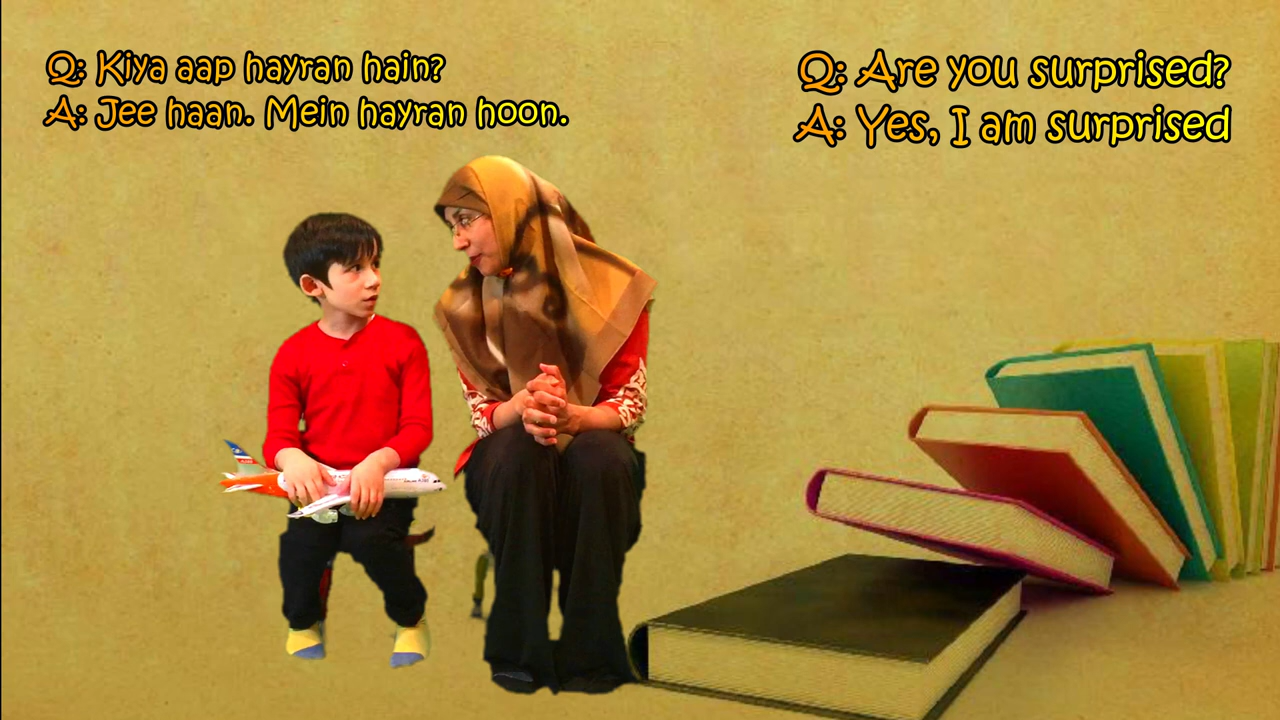 Q: Kiya aap hayran hain?
A: Jee haan. Mein hayran hoon.
Q: Are you surprised?
A: Yes, I am surprised